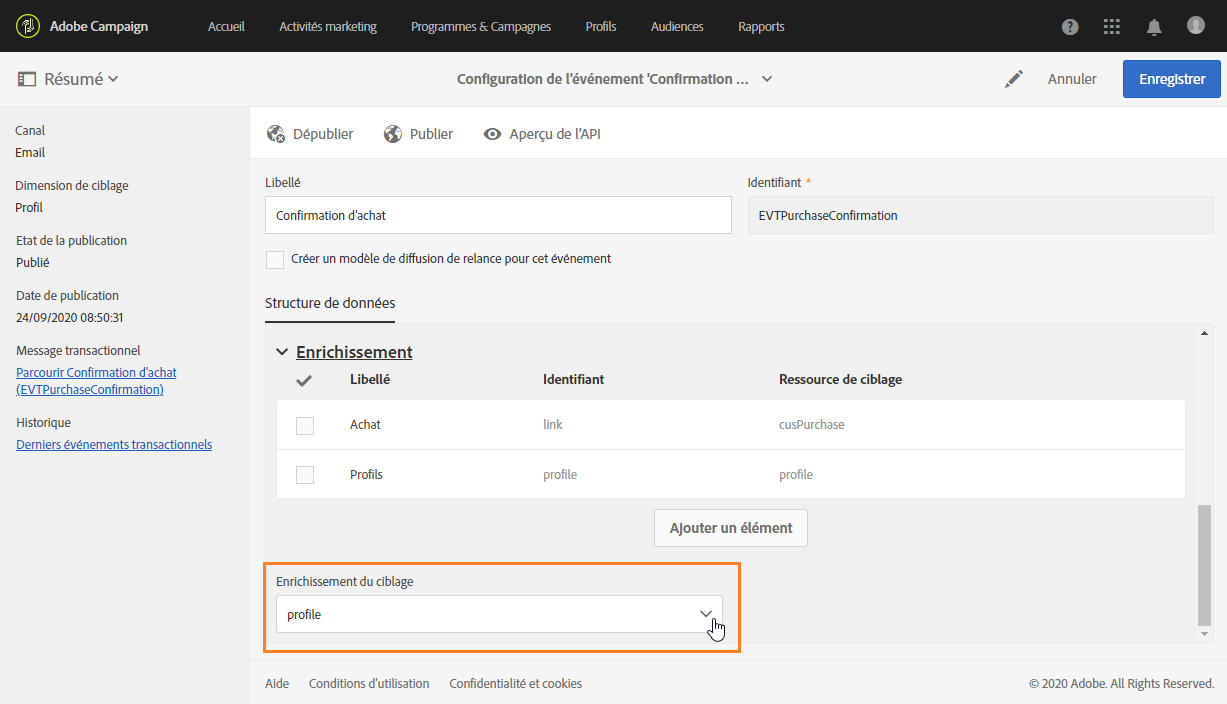 Adobe Campaign Accueil Activités marketing Programmes & Campagnes Profils Audiences Rapports
Résumé Configuration de l'événement 'Confirmation ... Annuler Enregistrer
Canal
Email
Dimension de ciblage
Profil
Etat de la publication
Publié
Date de publication
24/09/2020 08:50:31
Message transactionnel
Parcourir Confirmation d'achat
(EVTPurchaseConfirmation)
Historique
Derniers événements transactionnels
Dépublier Publier Aperçu de l'API
Libellé Identifiant *
Confirmation d'achat EVTPurchaseConfirmation
Créer un modèle de diffusion de relance pour cet événement
Structure de données
Enrichissement
Libellé Identifiant Ressource de ciblage
Achat link cusPurchase
Profils profile profile
Ajouter un élément
Enrichissement du ciblage
profile
Aide Conditions d'utilisation Confidentialité et cookies © 2020 Adobe. All Rights Reserved.